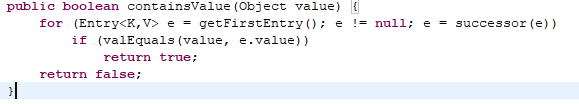 public boolean containsValue(Object value) {
    for (Entry<K,V> e = getFirstEntry(); e != null; e = successor(e))
        if (valEquals(value, e.value))
            return true;
    return false;
}